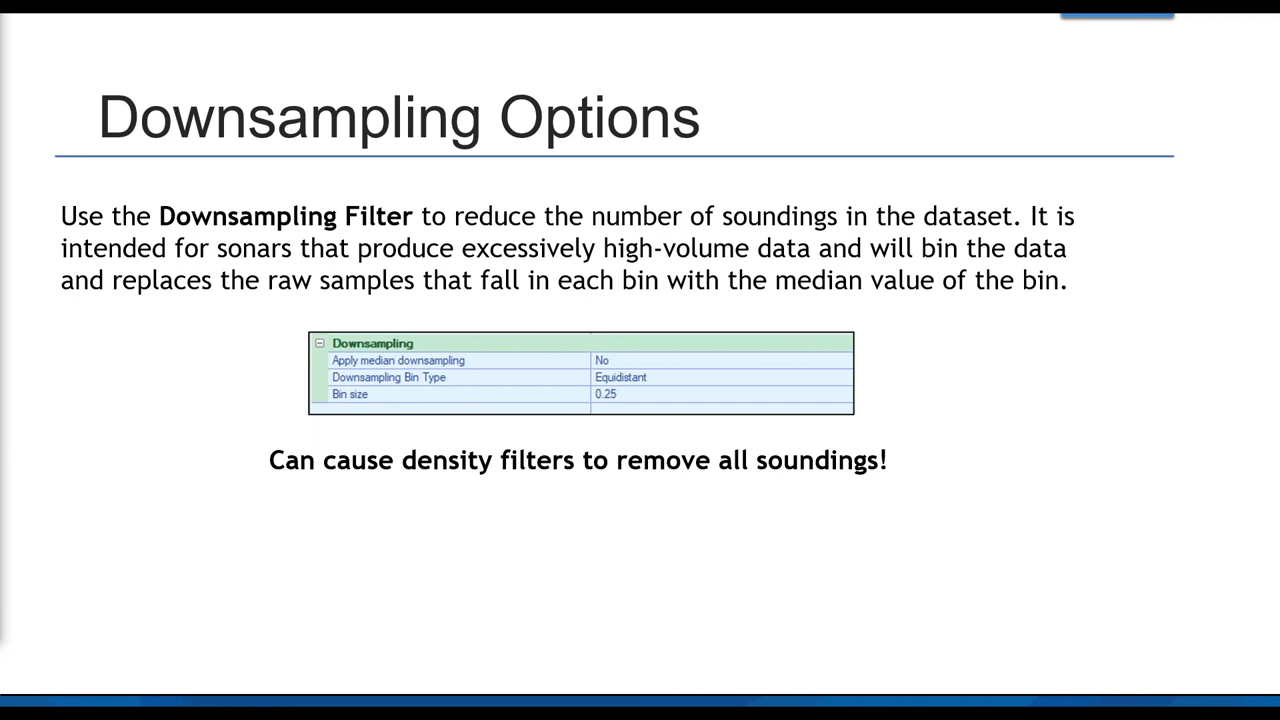 Downsampling Options
Use the Downsampling Filter to reduce the number of soundings in the dataset. It is
intended for sonars that produce excessively high-volume data and will bin the data
and replaces the raw samples that fall in each bin with the median value of the bin.
Downsampling
Apply median downsampling No
Downsampling Bin Type Equidistant
Bin size 0.25
Can cause density filters to remove all soundings!